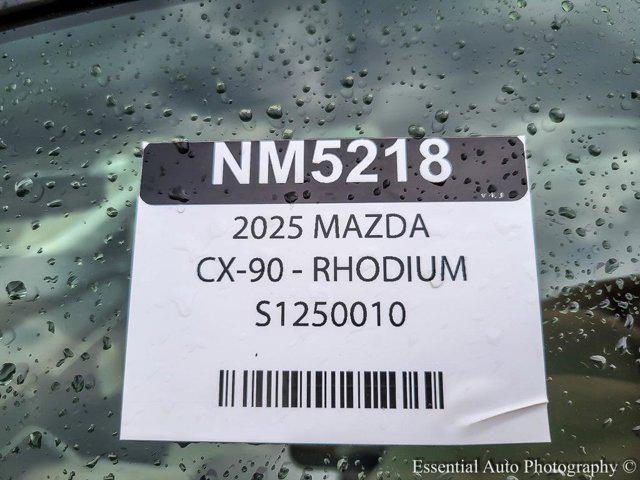 NM5218
2025 MAZDA
CX-90 - RHODIUM
S1250010
Essential Auto Photography ©